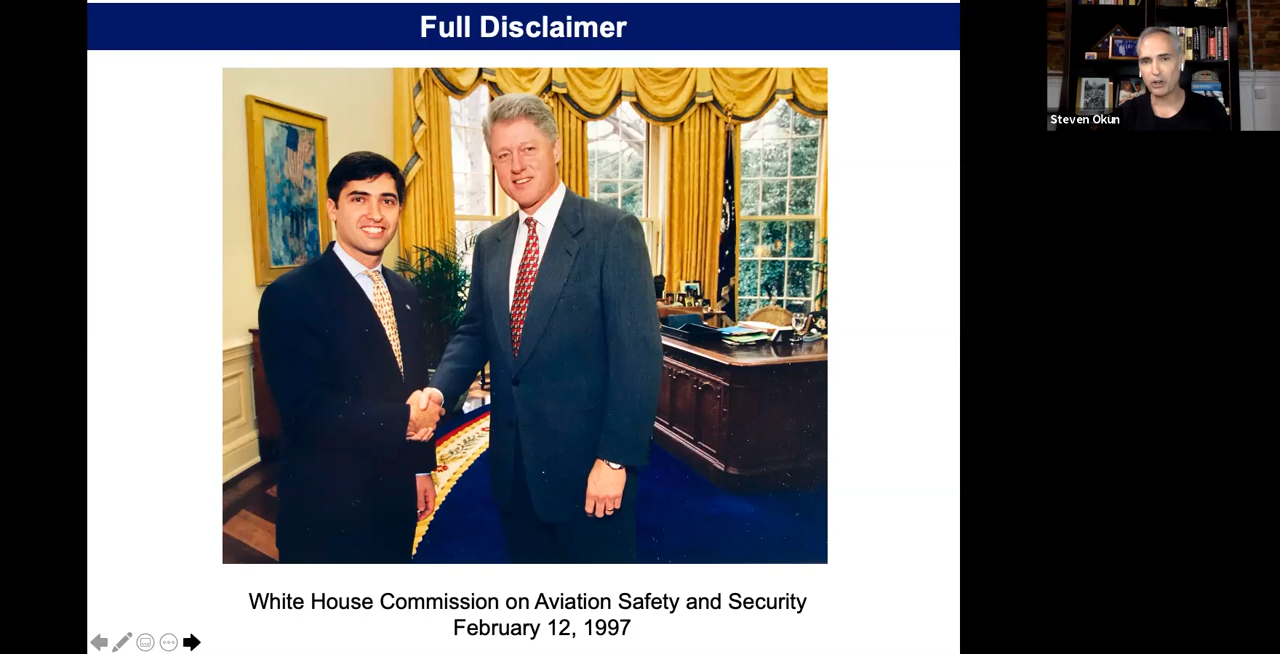 Full Disclaimer
Steven Okun
White House Commission on Aviation Safety and Security
February 12, 1997